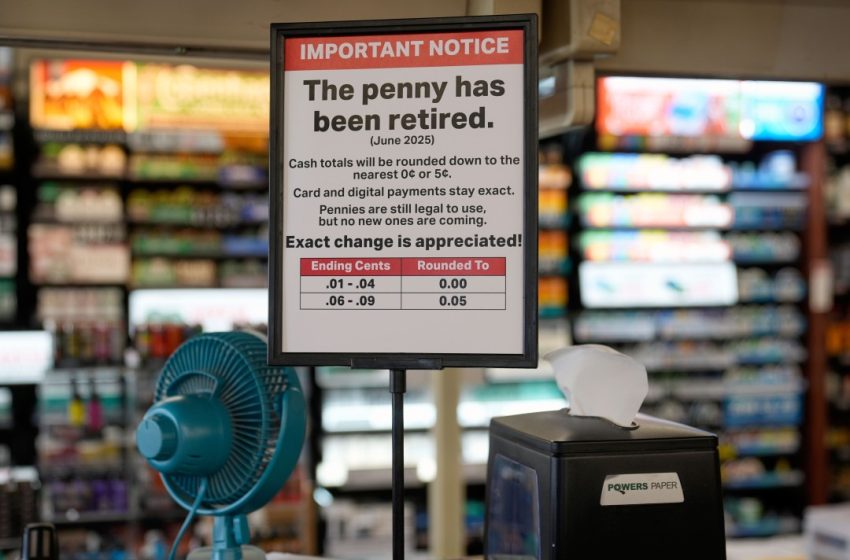 IMPORTANT NOTICE
The penny has
been retired.
(June 2025)
Cash totals will be rounded down to the
nearest 0¢ or 5¢.
Card and digital payments stay exact.
Pennies are still legal to use,
but no new ones are coming.
Exact change is appreciated!
Ending Cents Rounded To
.01 - .04 0.00
.06 - .09 0.05
POWERS PAPER